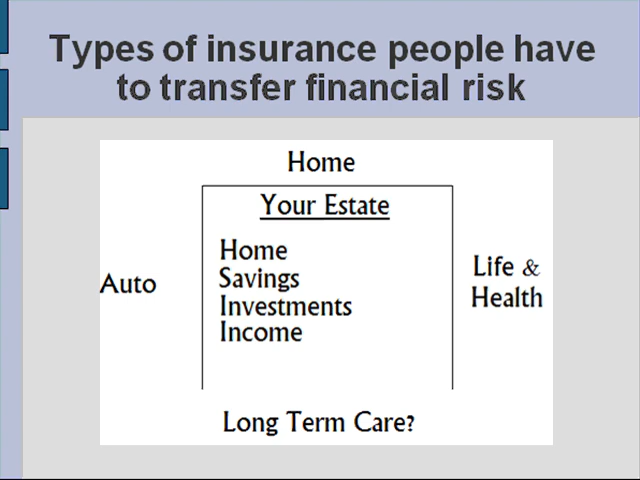 Types of insurance people have
to transfer financial risk
Home
Your Estate
Home
Savings
Investments
Income
Auto
Life &
Health
Long Term Care?